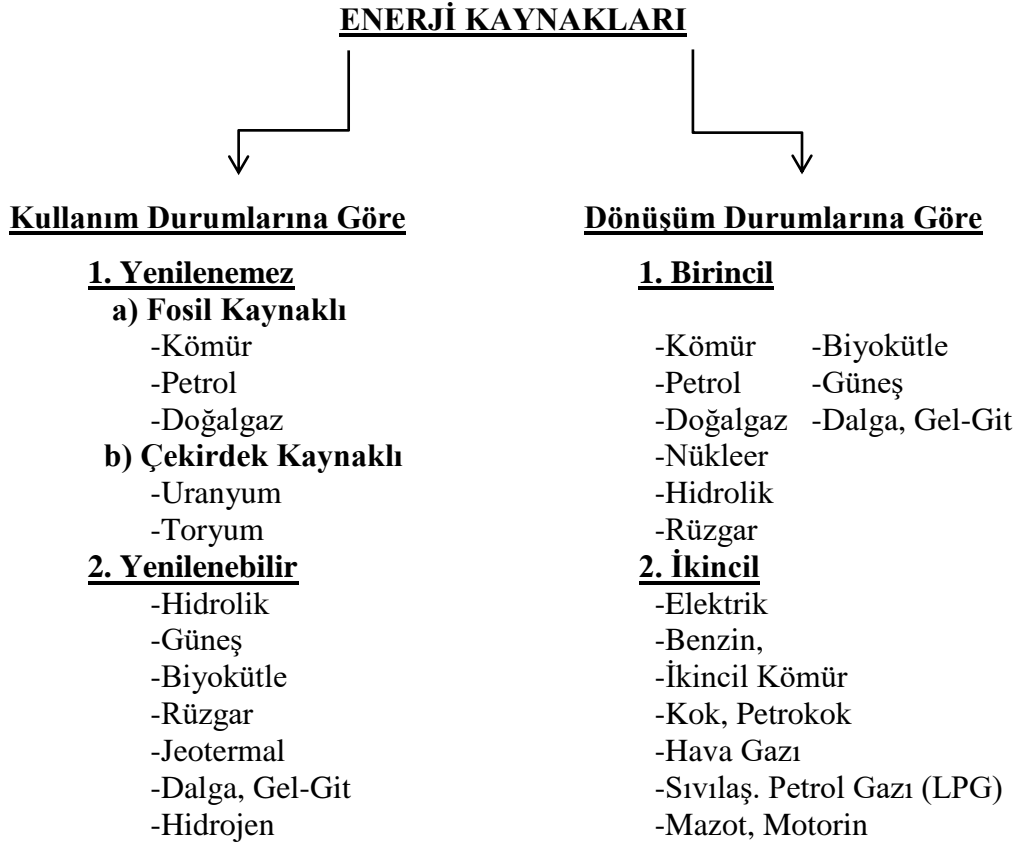 ENERJİ KAYNAKLARI
Kullanım Durumlarına Göre
1. Yenilenemez
a) Fosil Kaynaklı
-Kömür
-Petrol
-Doğalgaz
b) Çekirdek Kaynaklı
-Uranyum
-Toryum
2. Yenilenebilir
-Hidrolik
-Güneş
-Biyokütle
-Rüzgar
-Jeotermal
-Dalga, Gel-Git
-Hidrojen
Dönüşüm Durumlarına Göre
1. Birincil
-Kömür -Biyokütle
-Petrol -Güneş
-Doğalgaz -Dalga, Gel-Git
-Nükleer
-Hidrolik
-Rüzgar
2. İkincil
-Elektrik
-Benzin,
-İkincil Kömür
-Kok, Petrokok
-Hava Gazı
-Sıvılaş. Petrol Gazı (LPG)
-Mazot, Motorin